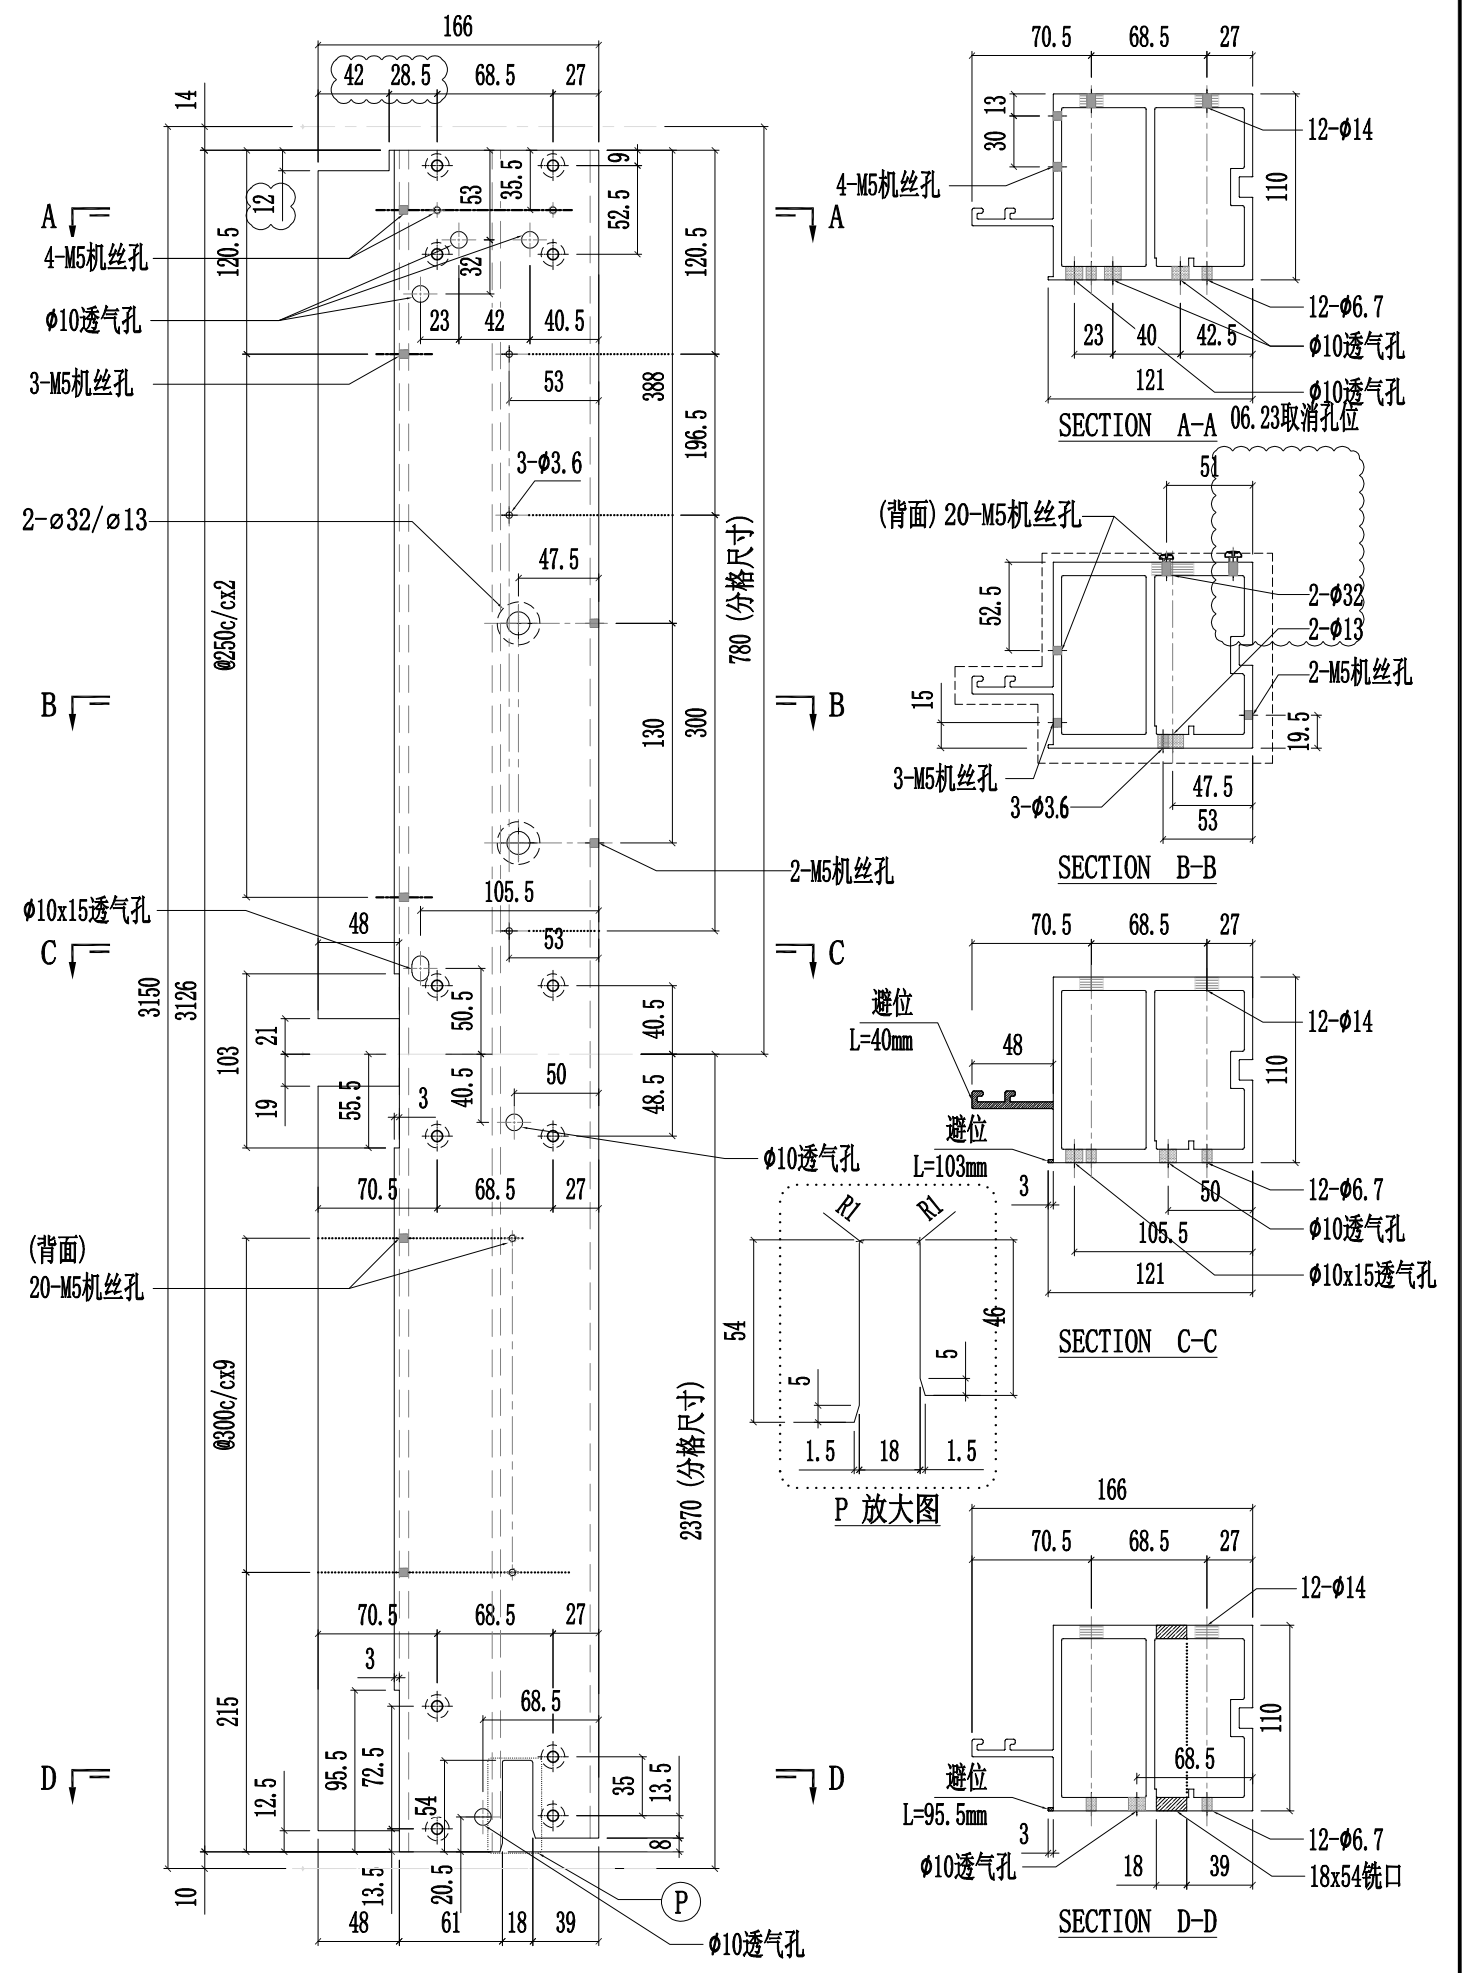 166
42 28.5 68.5 27
14
12
120.5
53
35.5
9
52.5
32
120.5
A A
4-M5机丝孔
ϕ10透气孔
23 42 40.5
3-M5机丝孔
53
388
196.5
3-ϕ3.6
2-⌀32/⌀13
47.5
780 (分格尺寸)
@250c/cx2
B B
130
300
2-M5机丝孔
105.5
ϕ10x15透气孔
48
53
C C
3150
3126
21
103
19
50.5
40.5
55.5
3
40.5
50
48.5
ϕ10透气孔
70.5 68.5 27
(背面)
20-M5机丝孔
@300c/cx9
2370 (分格尺寸)
70.5 68.5 27
3
215
68.5
95.5
72.5
12.5
54
35
13.5
D D
8
13.5
20.5
10
P
48 61 18 39
ϕ10透气孔
70.5 68.5 27
13
30
12-ϕ14
4-M5机丝孔
110
12-ϕ6.7
23 40 42.5
ϕ10透气孔
121
ϕ10透气孔
SECTION A-A
06.23取消孔位
51
(背面) 20-M5机丝孔
52.5
2-ϕ32
2-ϕ13
2-M5机丝孔
15
19.5
3-M5机丝孔
47.5
3-ϕ3.6
53
SECTION B-B
70.5 68.5 27
避位
L=40mm
12-ϕ14
48
110
避位
L=103mm
3
12-ϕ6.7
50
ϕ10透气孔
105.5
ϕ10x15透气孔
121
SECTION C-C
R1 R1
54
46
5
5
1.5 18 1.5
P 放大图
166
70.5 68.5 27
12-ϕ14
110
68.5
避位
L=95.5mm
3
12-ϕ6.7
ϕ10透气孔
18 39
18x54铣口
SECTION D-D